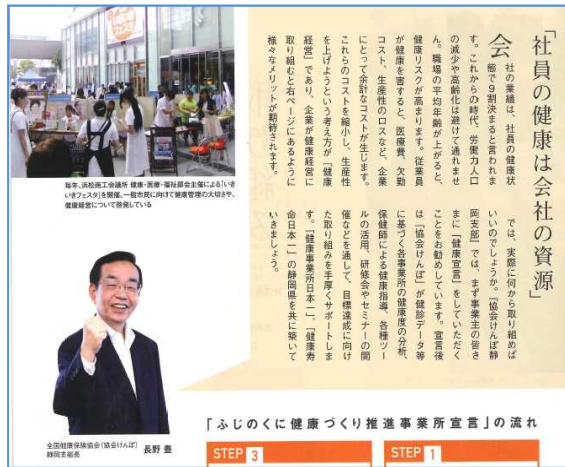 「社員の健康は会社の資源」
会社の業績は、社員の健康状
態で9割決まると言われま
す。これからの時代、労働力人口
の減少や高齢化は避けて通れませ
ん。職場の平均年齢が上がると、
健康リスクが高まります。従業員
が健康を害すると、医療費、欠勤
コスト、生産性のロスなど、企業
にとって余計なコストが生じます。
これらのコストを縮小し、生産性
を上げようという考え方が「健康
経営」であり、企業が健康経営に
取り組むと右ページにあるように
様々なメリットが期待されます。
では、実際に何から取り組めば
いいのでしょうか。「協会けんぽ静
岡支部」では、まず事業主の皆さ
まに「健康宣言」をしていただく
ことをお勧めしています。宣言後
は「協会けんぽ」が健診データ等
に基づく各事業所の健康度の分析、
保健師による健康指導、各種ツー
ルの活用、研修会やセミナーの開
催などを通して、目標達成に向け
た取り組みを手厚くサポートしま
す。「健康事業所日本一」、「健康寿
命日本一」の静岡県を共に築いて
いきましょう。
毎年、浜松商工会議所 健康・医療・福祉部会主催による「いき
いきフェスタ」を開催。一般市民に向けて健康管理の大切さや、
健康経営について啓発している
全国健康保険協会(協会けんぽ)
静岡支部長 長野 豊
「ふじのくに健康づくり推進事業所宣言」の流れ
STEP 3
STEP 1